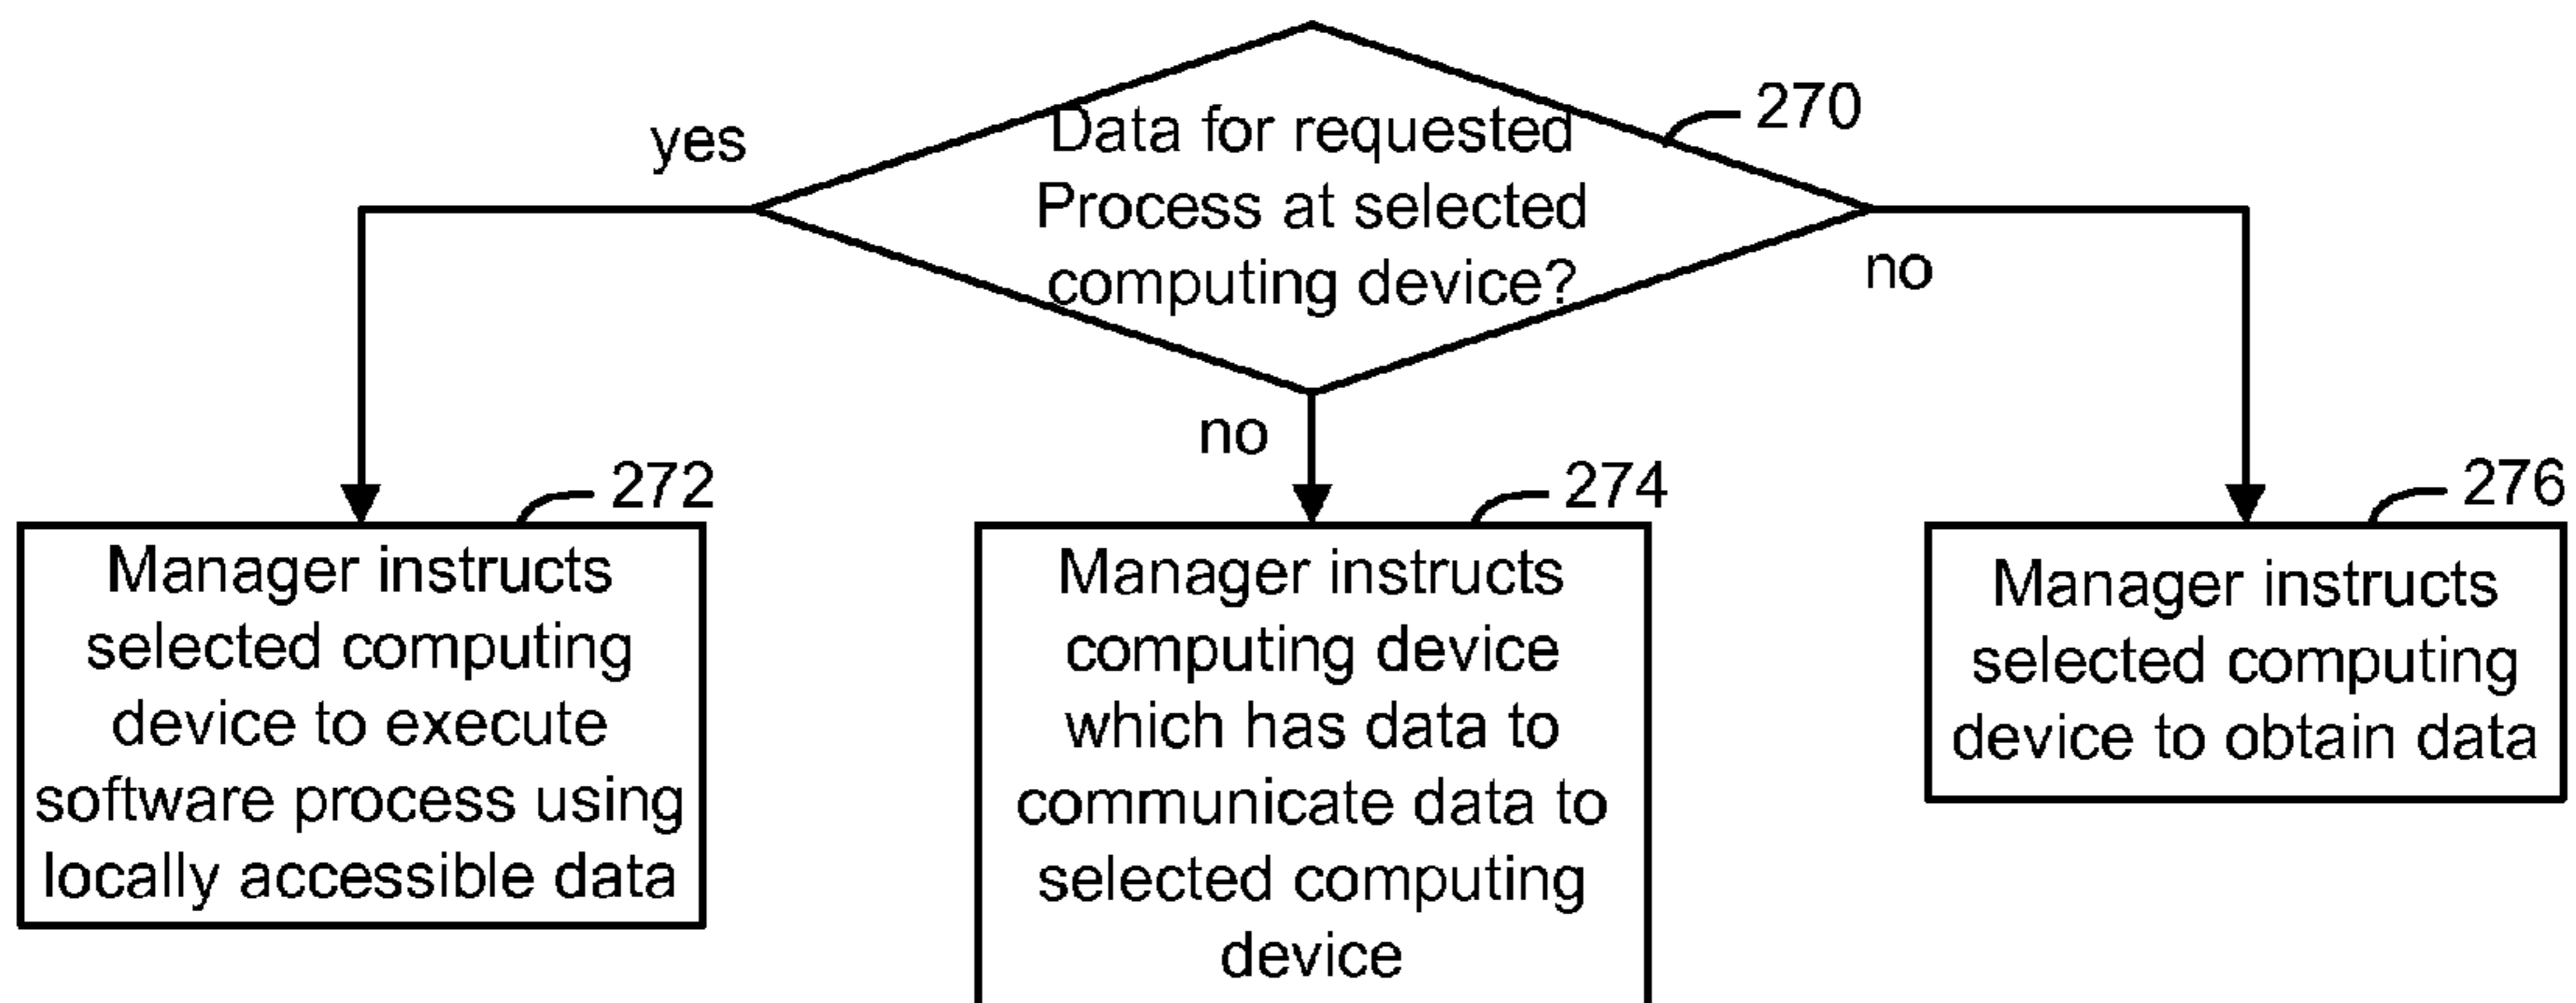 Data for requested
Process at selected
computing device?
270
yes
no
no
272
Manager instructs
selected computing
device to execute
software process using
locally accessible data
274
Manager instructs
computing device
which has data to
communicate data to
selected computing
device
276
Manager instructs
selected computing
device to obtain data